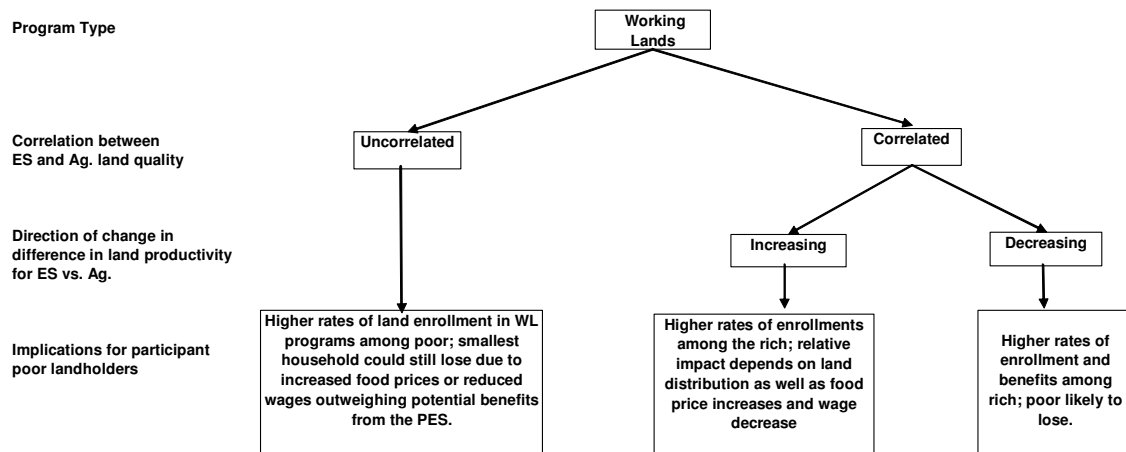 Program Type
Working
Lands
Correlation between
ES and Ag. land quality
Uncorrelated
Correlated
Direction of change in
difference in land productivity
for ES vs. Ag.
Increasing
Decreasing
Implications for participant
poor landholders
Higher rates of land enrollment in WL
programs among poor; smallest
household could still lose due to
increased food prices or reduced
wages outweighing potential benefits
from the PES.
Higher rates of enrollments
among the rich; relative
impact depends on land
distribution as well as food
price increases and wage
decrease
Higher rates of
enrollment and
benefits among
rich; poor likely to
lose.